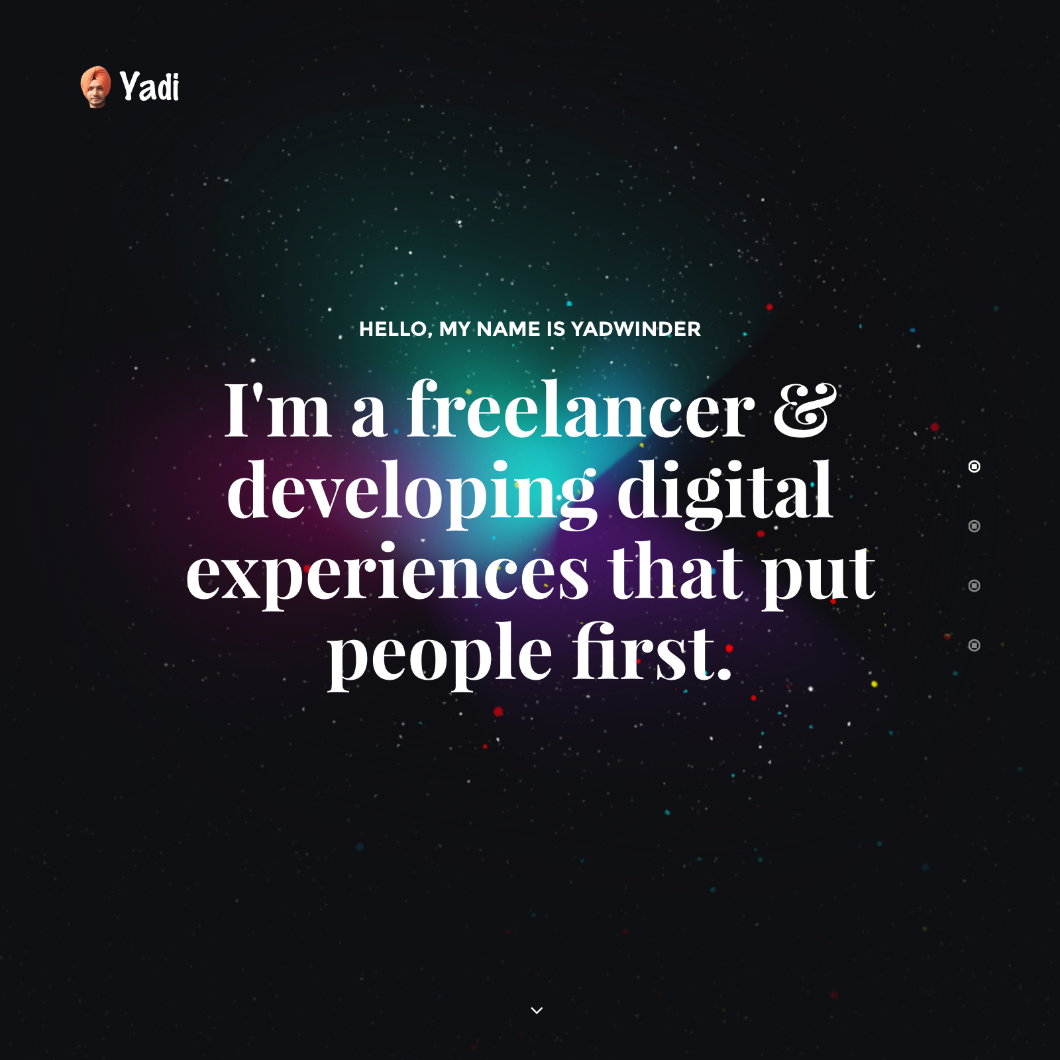 Yadi
HELLO, MY NAME IS YADWINDER
I'm a freelancer &
developing digital
experiences that put
people first.